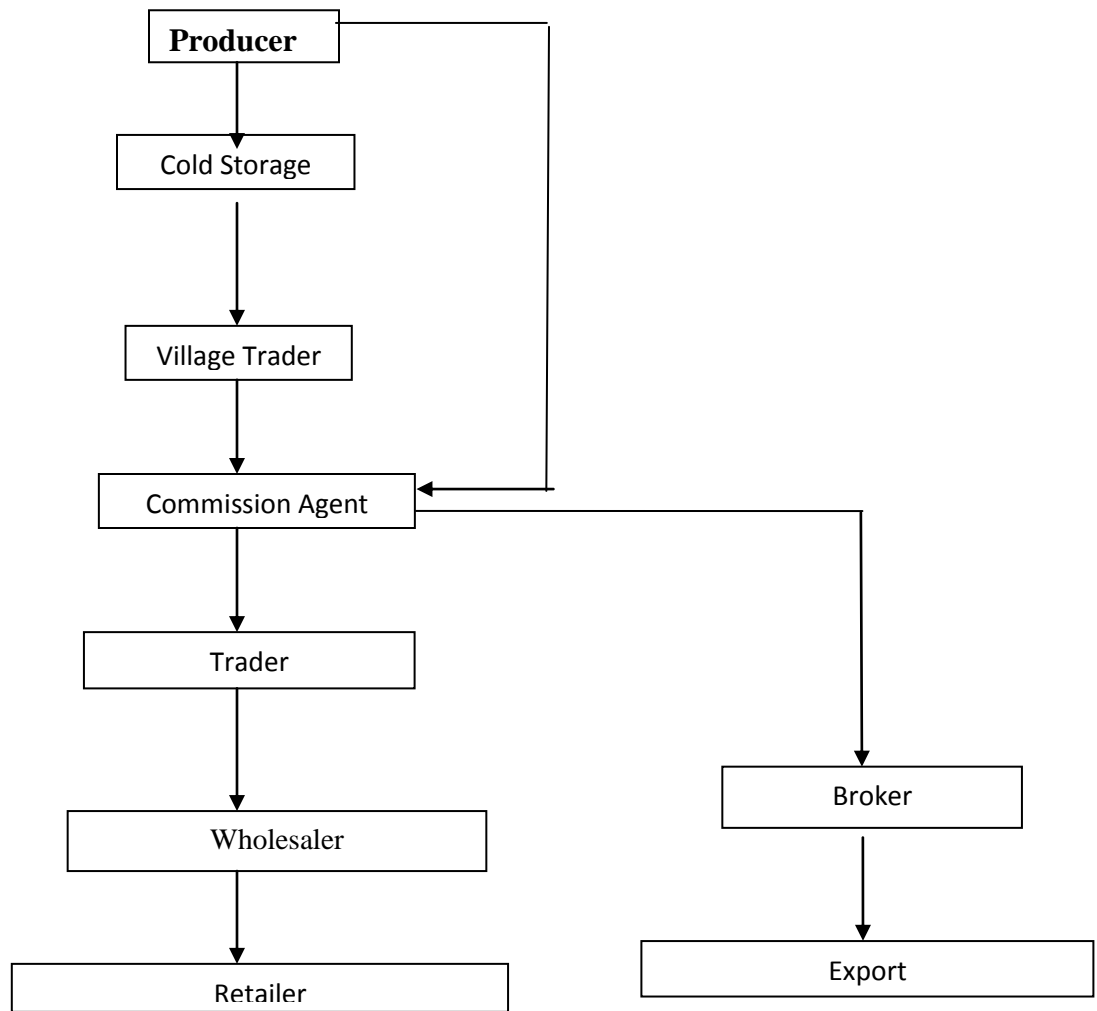 Producer
Cold Storage
Village Trader
Commission Agent
Trader
Broker
Wholesaler
Export
Retailer